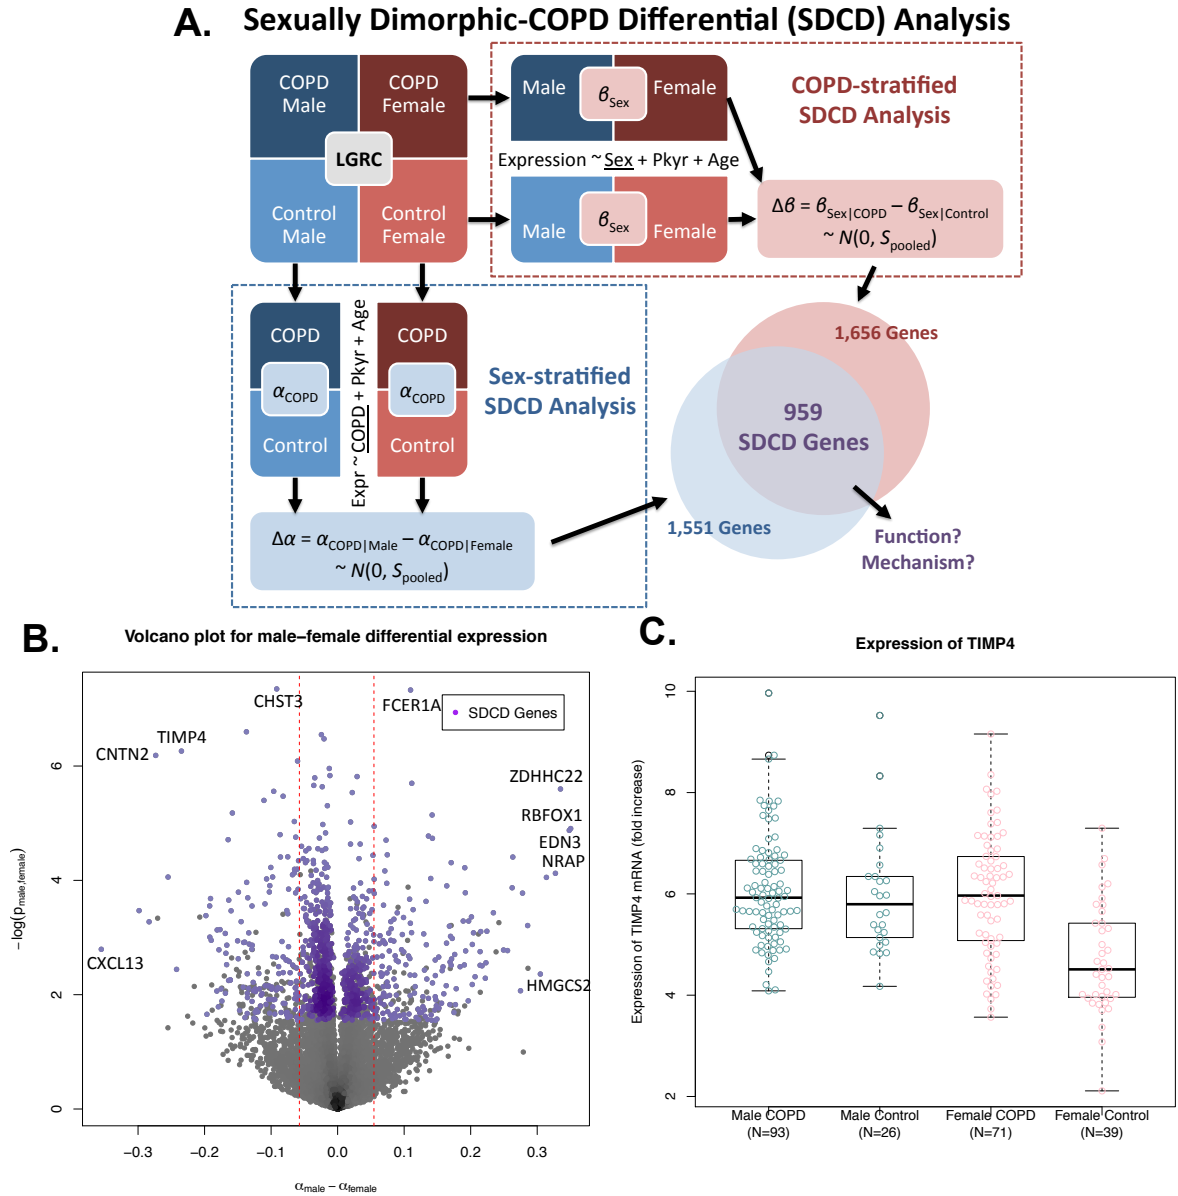 A. Sexually Dimorphic-COPD Differential (SDCD) Analysis
COPD
Male
COPD
Female
LGRC
Control
Male
Control
Female
Male
βSex
Female
Expression ~ Sex + Pkyr + Age
Male
βSex
Female
COPD-stratified
SDCD Analysis
Δβ = βSex|COPD − βSex|Control
~ N(0, Spooled)
COPD
αCOPD
Control
Expr ~ COPD + Pkyr + Age
COPD
αCOPD
Control
Sex-stratified
SDCD Analysis
Δα = αCOPD|Male − αCOPD|Female
~ N(0, Spooled)
1,656 Genes
959
SDCD Genes
1,551 Genes
Function?
Mechanism?
B.
Volcano plot for male−female differential expression
−log(pmale,female)
6
4
2
0
CHST3
FCER1A
SDCD Genes
TIMP4
CNTN2
ZDHHC22
RBFOX1
EDN3
NRAP
CXCL13
HMGCS2
−0.3 −0.2 −0.1 0.0 0.1 0.2 0.3
αmale − αfemale
C.
Expression of TIMP4
Expression of TIMP4 mRNA (fold increase)
10
8
6
4
2
Male COPD Male Control Female COPD Female Control
(N=93) (N=26) (N=71) (N=39)